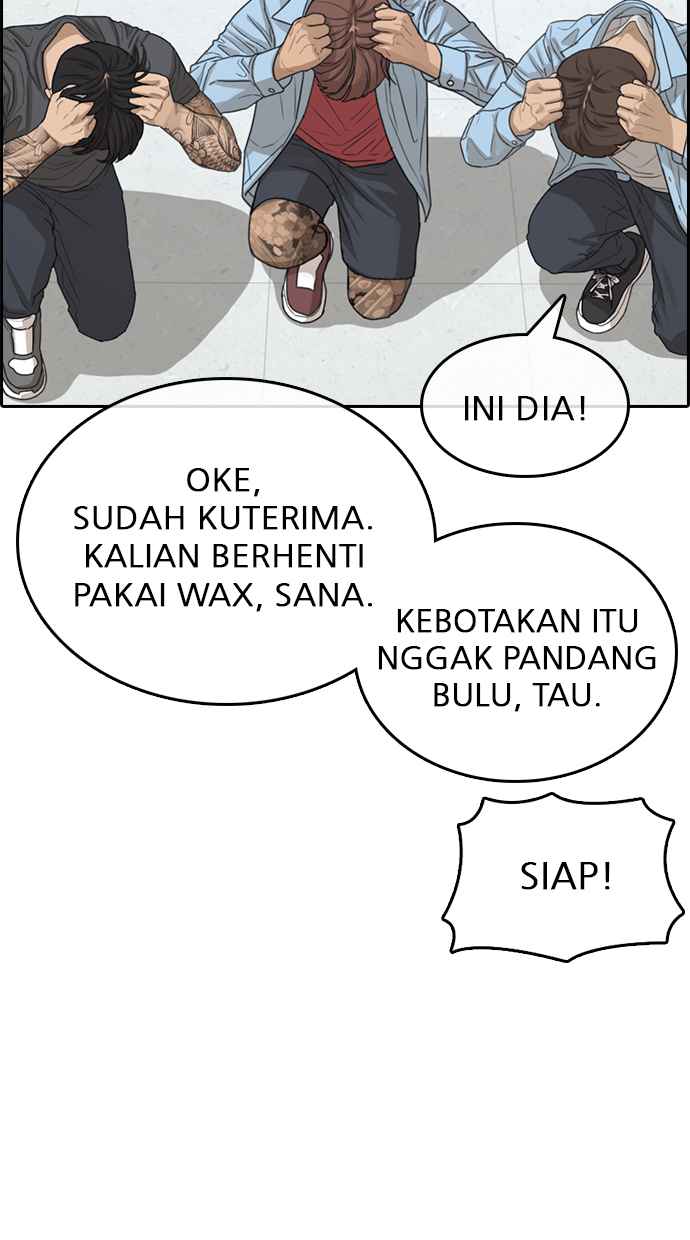 INI DIA!
OKE,
SUDAH KUTERIMA.
KALIAN BERHENTI
PAKAI WAX, SANA.
KEBOTAKAN ITU
NGGAK PANDANG
BULU, TAU.
SIAP!